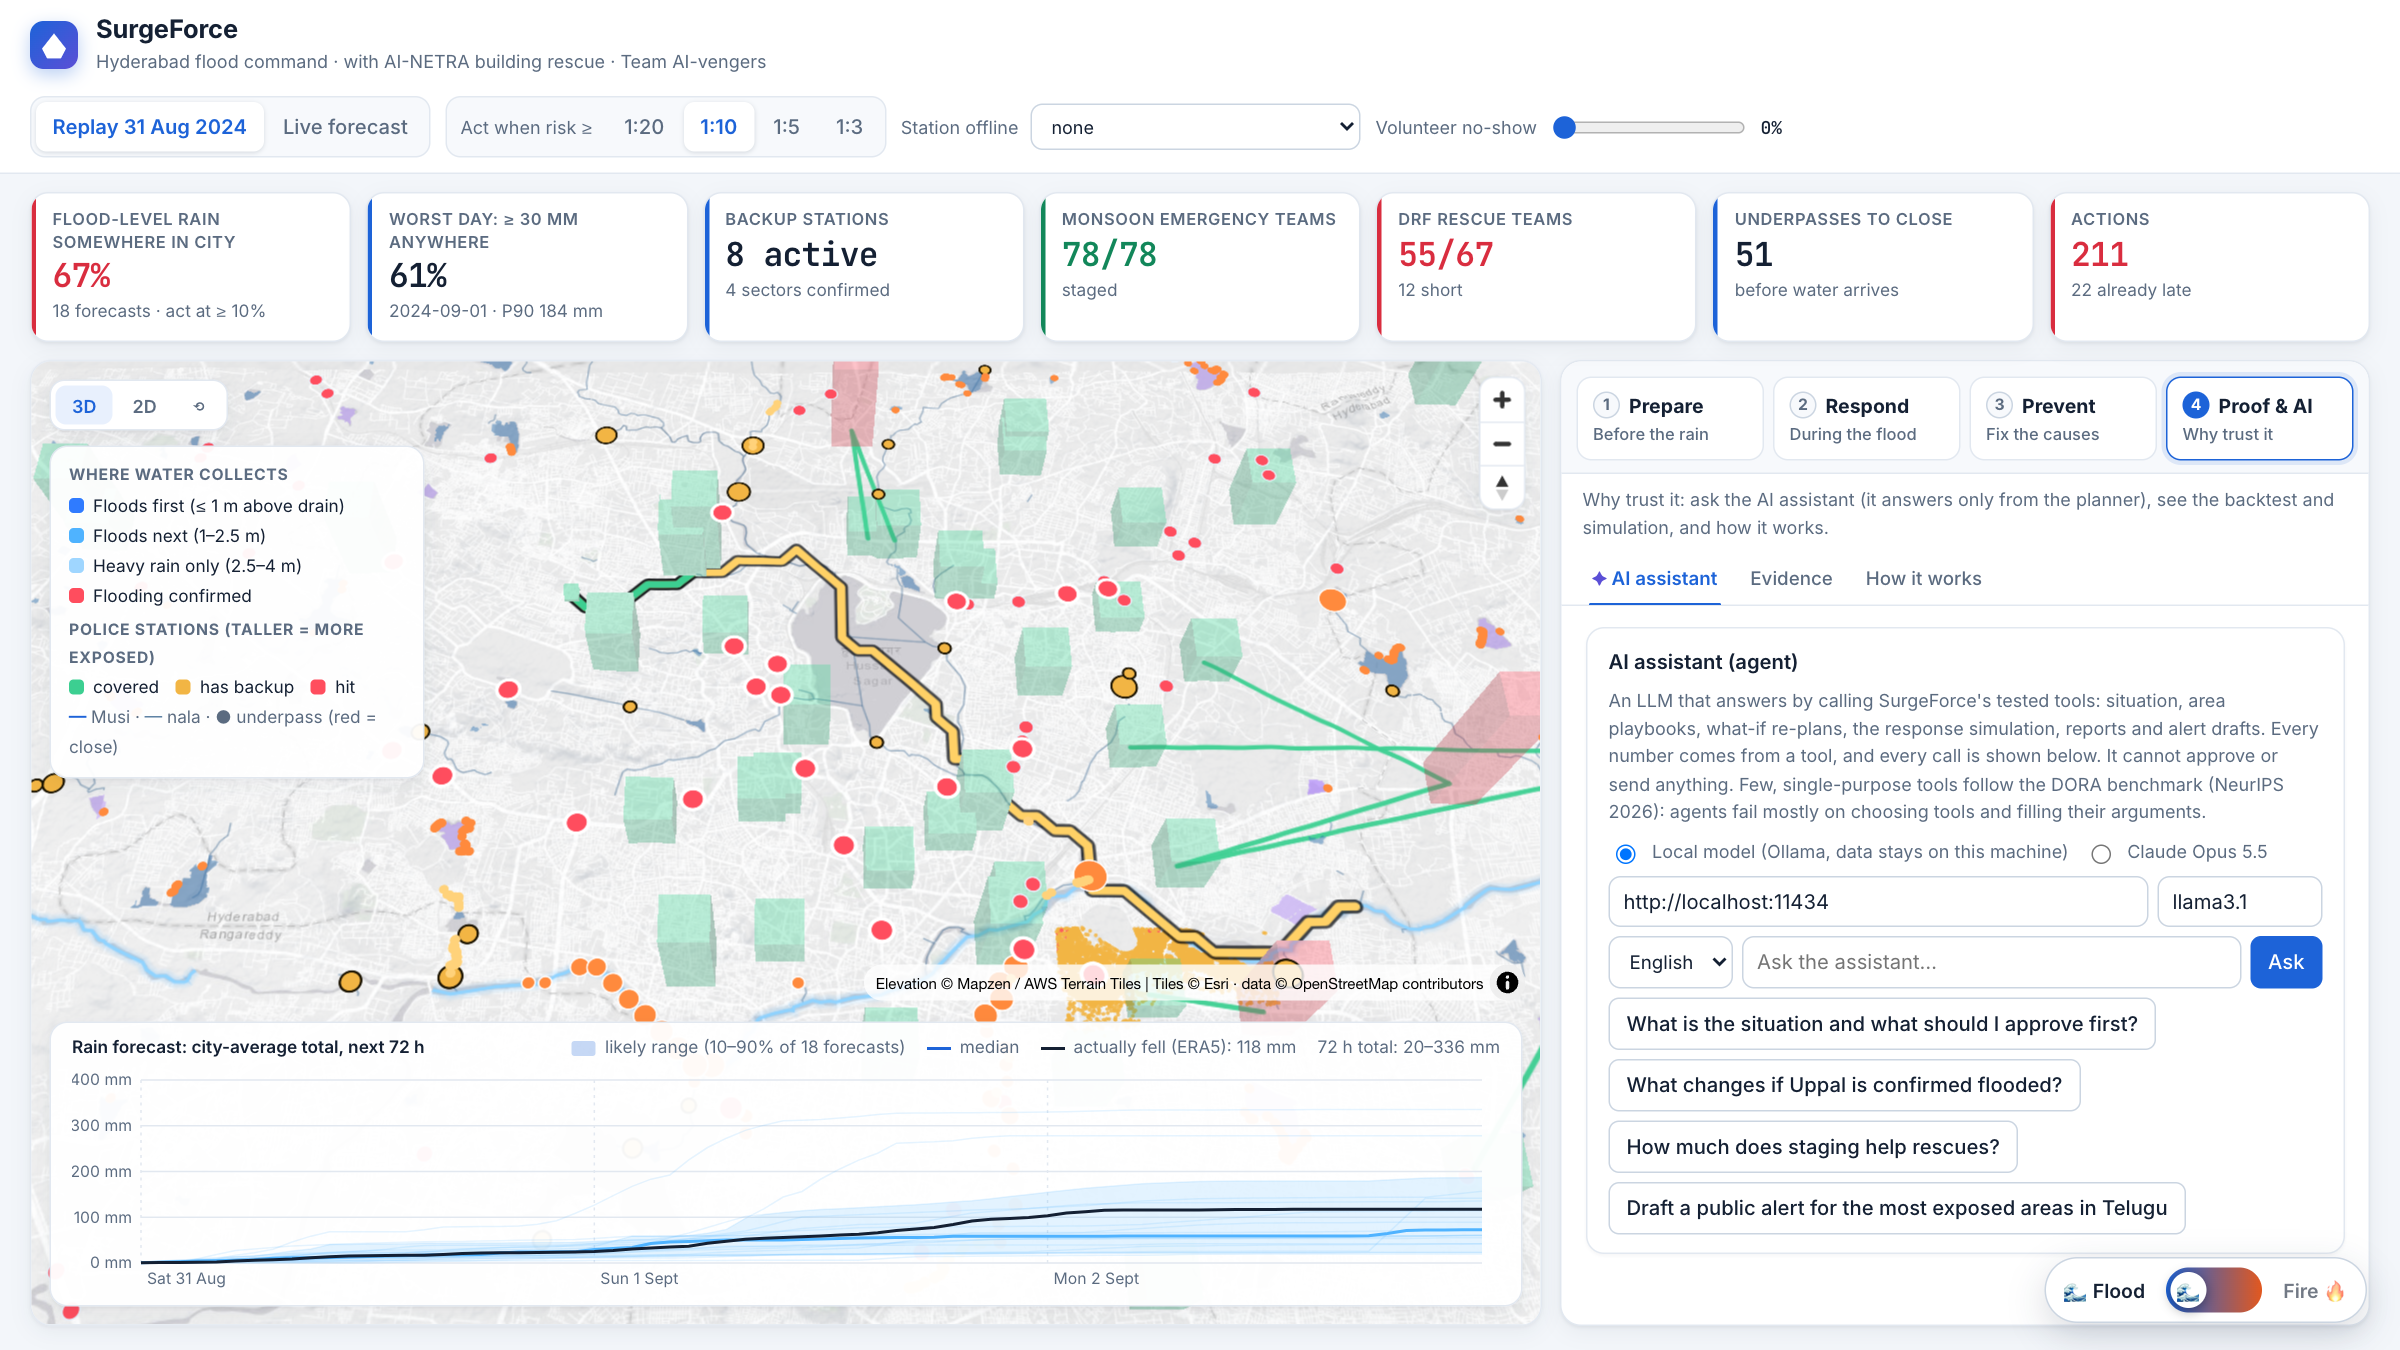 SurgeForce
Hyderabad flood command · with AI-NETRA building rescue · Team AI-vengers
Replay 31 Aug 2024
Live forecast
Act when risk ≥
1:20
1:10
1:5
1:3
Station offline
none
Volunteer no-show
0%
FLOOD-LEVEL RAIN
SOMEWHERE IN CITY
67%
18 forecasts · act at ≥ 10%
WORST DAY: ≥ 30 MM
ANYWHERE
61%
2024-09-01 · P90 184 mm
BACKUP STATIONS
8 active
4 sectors confirmed
MONSOON EMERGENCY TEAMS
78/78
staged
DRF RESCUE TEAMS
55/67
12 short
UNDERPASSES TO CLOSE
51
before water arrives
ACTIONS
211
22 already late
3D
2D
WHERE WATER COLLECTS
Floods first (≤ 1 m above drain)
Floods next (1–2.5 m)
Heavy rain only (2.5–4 m)
Flooding confirmed
POLICE STATIONS (TALLER = MORE
EXPOSED)
covered
has backup
hit
Musi · — nala · ● underpass (red =
close)
Hyderabad
Rangareddy
Elevation © Mapzen / AWS Terrain Tiles | Tiles © Esri · data © OpenStreetMap contributors
Rain forecast: city-average total, next 72 h
likely range (10–90% of 18 forecasts)
median
actually fell (ERA5): 118 mm
72 h total: 20–336 mm
400 mm
300 mm
200 mm
100 mm
0 mm
Sat 31 Aug
Sun 1 Sept
Mon 2 Sept
1 Prepare
Before the rain
2 Respond
During the flood
3 Prevent
Fix the causes
4 Proof & AI
Why trust it
Why trust it: ask the AI assistant (it answers only from the planner), see the backtest and
simulation, and how it works.
AI assistant
Evidence
How it works
AI assistant (agent)
An LLM that answers by calling SurgeForce's tested tools: situation, area
playbooks, what-if re-plans, the response simulation, reports and alert drafts. Every
number comes from a tool, and every call is shown below. It cannot approve or
send anything. Few, single-purpose tools follow the DORA benchmark (NeurIPS
2026): agents fail mostly on choosing tools and filling their arguments.
Local model (Ollama, data stays on this machine)
Claude Opus 5.5
http://localhost:11434
llama3.1
English
Ask the assistant...
Ask
What is the situation and what should I approve first?
What changes if Uppal is confirmed flooded?
How much does staging help rescues?
Draft a public alert for the most exposed areas in Telugu
Flood
Fire